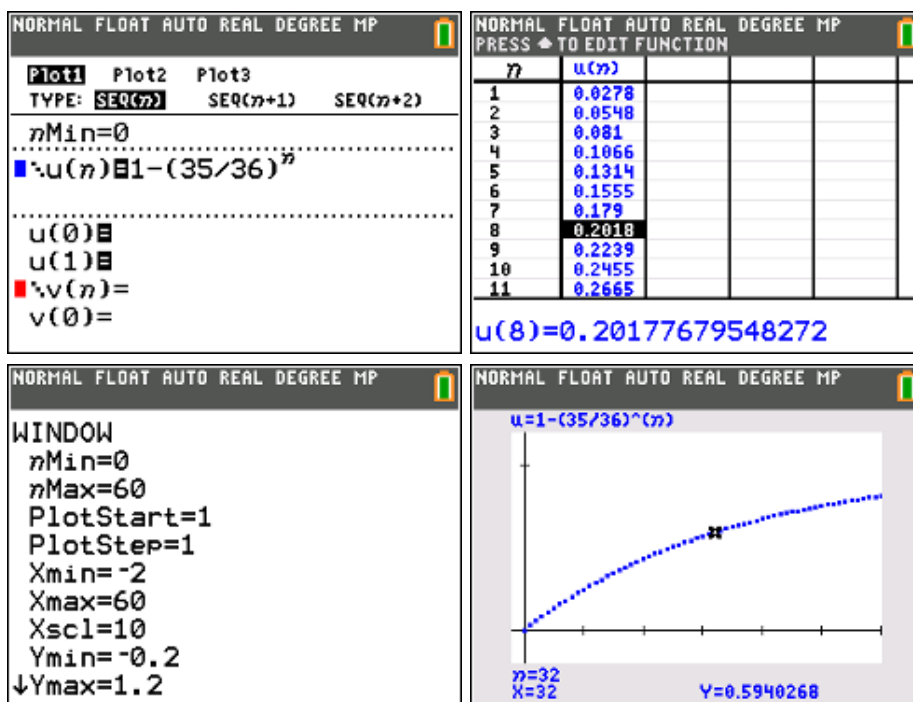 NORMAL FLOAT AUTO REAL DEGREE MP
Plot1 Plot2 Plot3
TYPE: SEQ(n) SEQ(n+1) SEQ(n+2)
nMin=0
u(n)=1-(35/36)^n
u(0)=
u(1)=
v(n)=
v(0)=
NORMAL FLOAT AUTO REAL DEGREE MP
PRESS TO EDIT FUNCTION
n u(n)
1 0.0278
2 0.0548
3 0.081
4 0.1066
5 0.1314
6 0.1555
7 0.179
8 0.2018
9 0.2239
10 0.2455
11 0.2665
u(8)=0.20177679548272
NORMAL FLOAT AUTO REAL DEGREE MP
WINDOW
nMin=0
nMax=60
PlotStart=1
PlotStep=1
Xmin=-2
Xmax=60
Xscl=10
Ymin=-0.2
↓Ymax=1.2
NORMAL FLOAT AUTO REAL DEGREE MP
u=1-(35/36)^(n)
n=32
X=32 Y=0.5940268